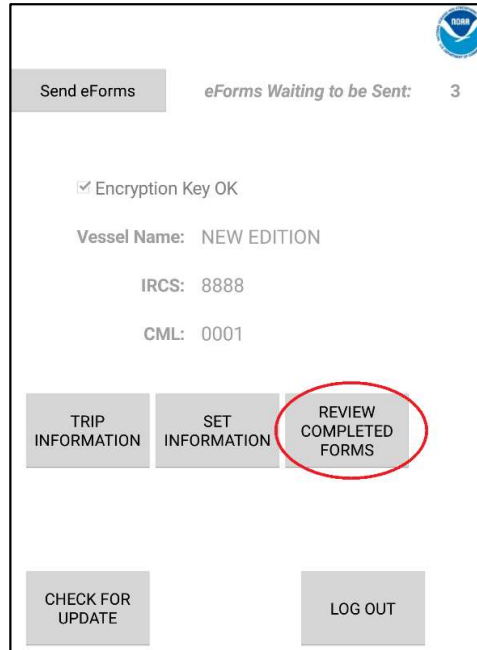 NOAA
Send eForms eForms Waiting to be Sent: 3
Encryption Key OK
Vessel Name: NEW EDITION
IRCS: 8888
CML: 0001
TRIP
INFORMATION
SET
INFORMATION
REVIEW
COMPLETED
FORMS
CHECK FOR
UPDATE
LOG OUT